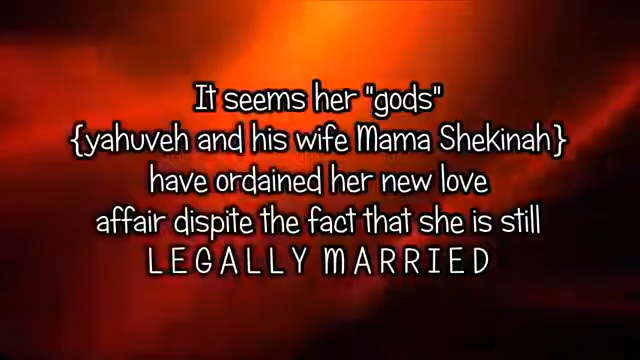 It seems her "gods"
{yahuveh and his wife Mama Shekinah}
have ordained her new love
affair dispite the fact that she is still
LEGALLY MARRIED